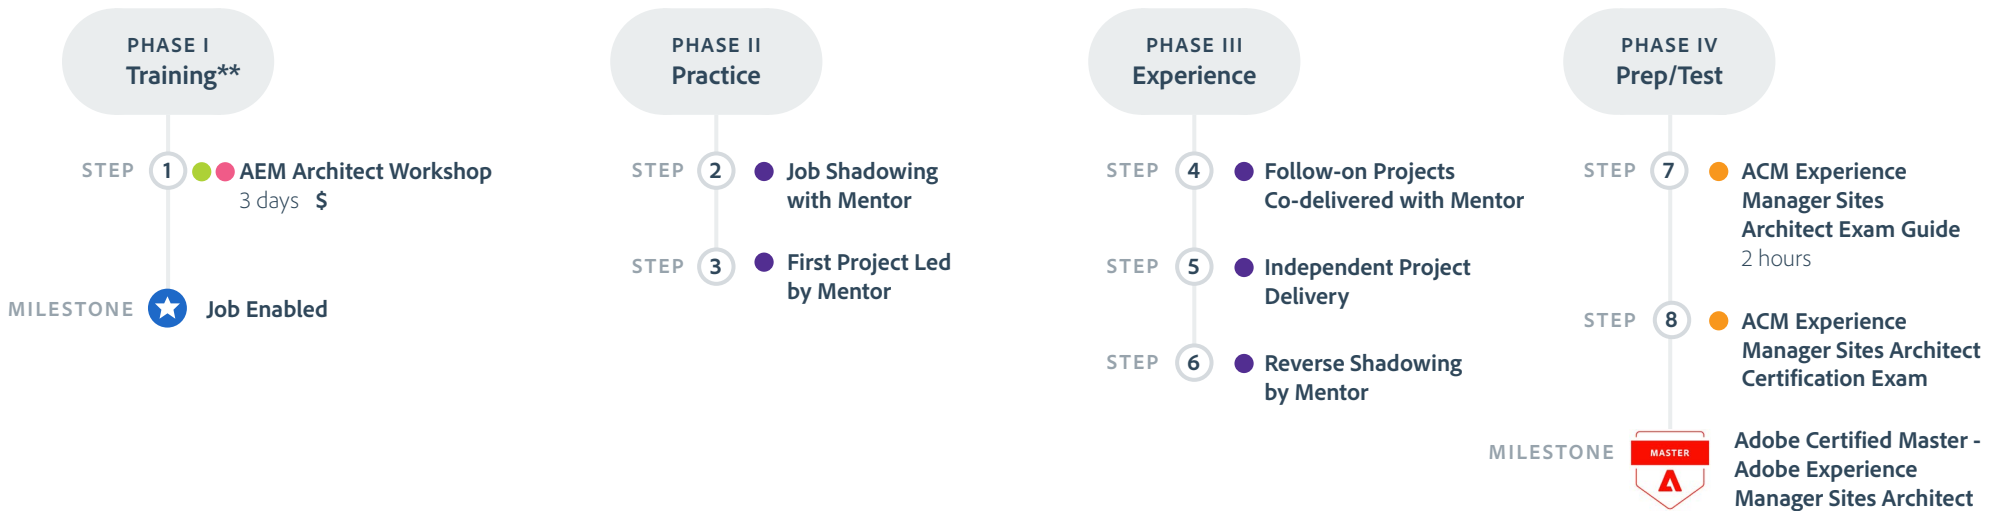 PHASE I
Training**
STEP 1 AEM Architect Workshop
3 days $
MILESTONE Job Enabled
PHASE II
Practice
STEP 2 Job Shadowing
with Mentor
STEP 3 First Project Led
by Mentor
PHASE III
Experience
STEP 4 Follow-on Projects
Co-delivered with Mentor
STEP 5 Independent Project
Delivery
STEP 6 Reverse Shadowing
by Mentor
PHASE IV
Prep/Test
STEP 7 ACM Experience
Manager Sites
Architect Exam Guide
2 hours
STEP 8 ACM Experience
Manager Sites Architect
Certification Exam
MILESTONE MASTER Adobe Certified Master -
Adobe Experience
Manager Sites Architect